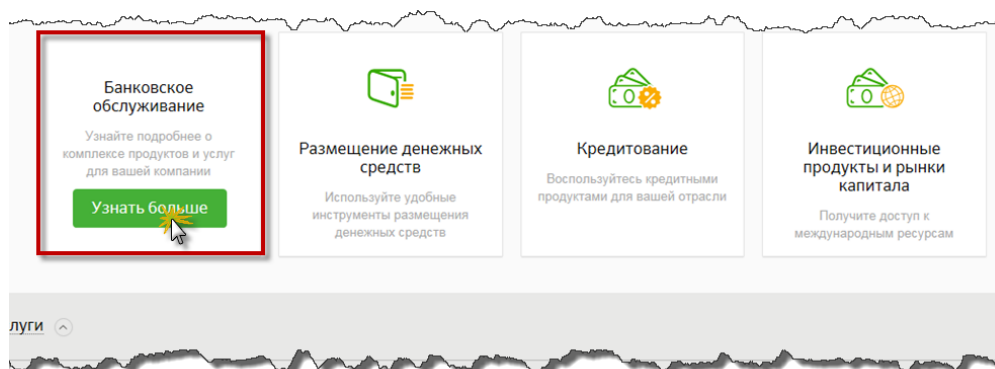 Банковское
обслуживание
Узнайте подробнее о
комплексе продуктов и услуг
для вашей компании
Узнать больше
Размещение денежных
средств
Используйте удобные
инструменты размещения
денежных средств
Кредитование
Воспользуйтесь кредитными
продуктами для вашей отрасли
Инвестиционные
продукты и рынки
капитала
Получите доступ к
международным ресурсам
луги